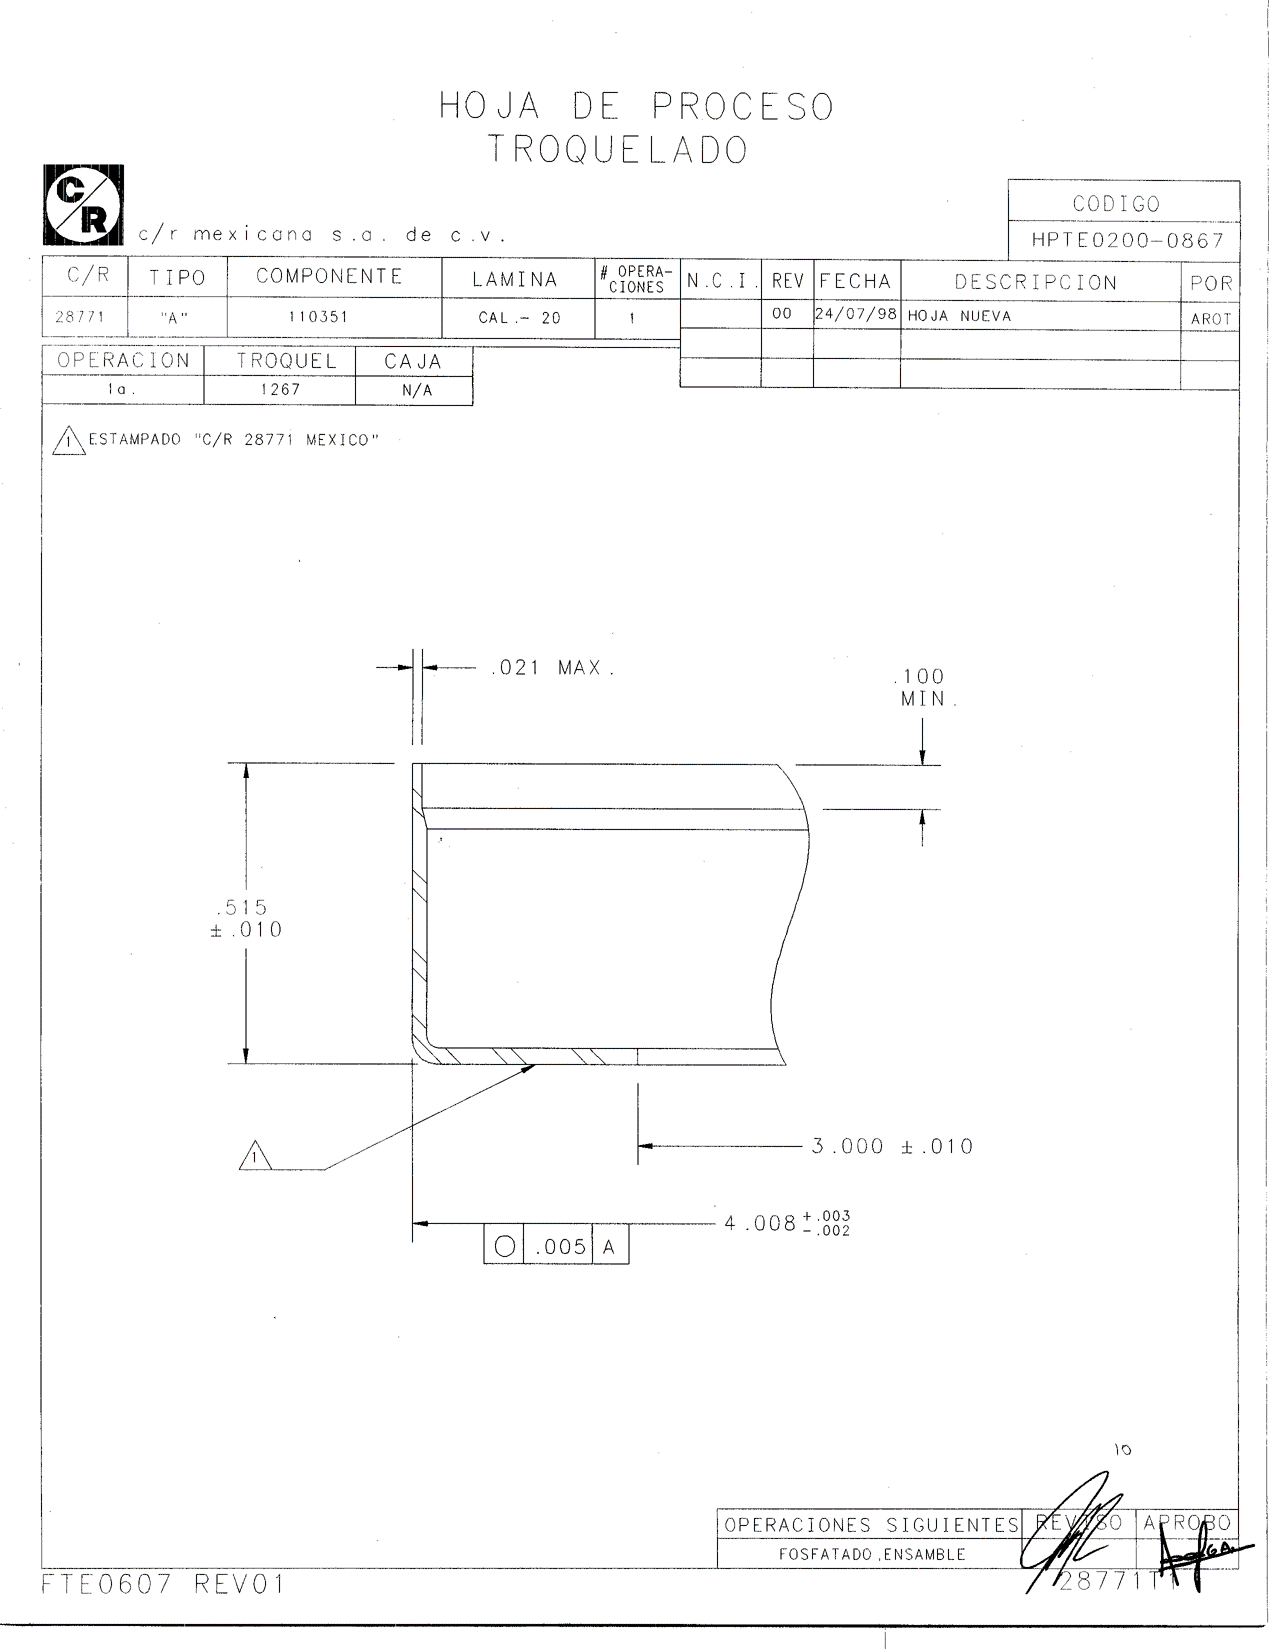 HOJA DE PROCESO
TROQUELADO
C/R
c/r mexicana s.a. de c.v.
CODIGO
HPTE0200-0867
C/R TIPO COMPONENTE LAMINA # OPERA-CIONES N.C.I. REV FECHA DESCRIPCION POR
28771 "A" 110351 CAL.- 20 1 00 24/07/98 HOJA NUEVA AROT
OPERACION TROQUEL CAJA
1a. 1267 N/A
1 ESTAMPADO "C/R 28771 MEXICO"
.021 MAX.
.100
MIN.
.515
±.010
1
3.000 ±.010
4.008 +.003 -.002
.005 A
10
OPERACIONES SIGUIENTES REVISO APROBO
FOSFATADO,ENSAMBLE
FTE0607 REV01
28771T1